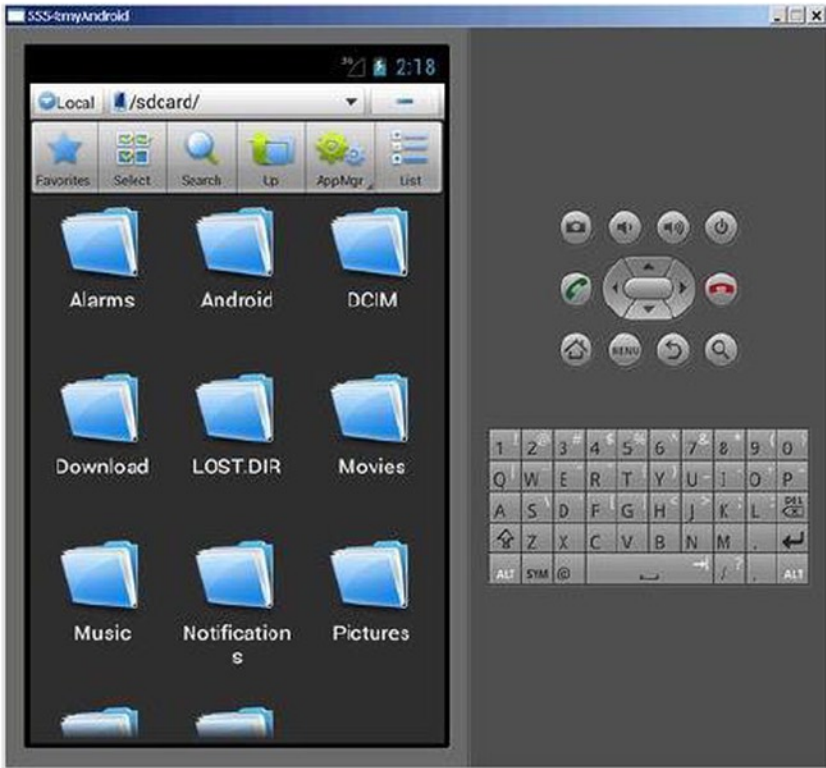 5554:myAndroid
3G 2:18
Local /sdcard/
Favorites Select Search Up AppMgr List
Alarms Android DCIM
Download LOST.DIR Movies
Music Notification Pictures
s
MENU
1 ! 2 @ 3 # 4 $ 5 % 6 ^ 7 & 8 * 9 ( 0 )
Q W E R T Y U I O P
A S D F G H J K L DEL
Z X C V B N M .
ALT SYM @ / ? , ALT